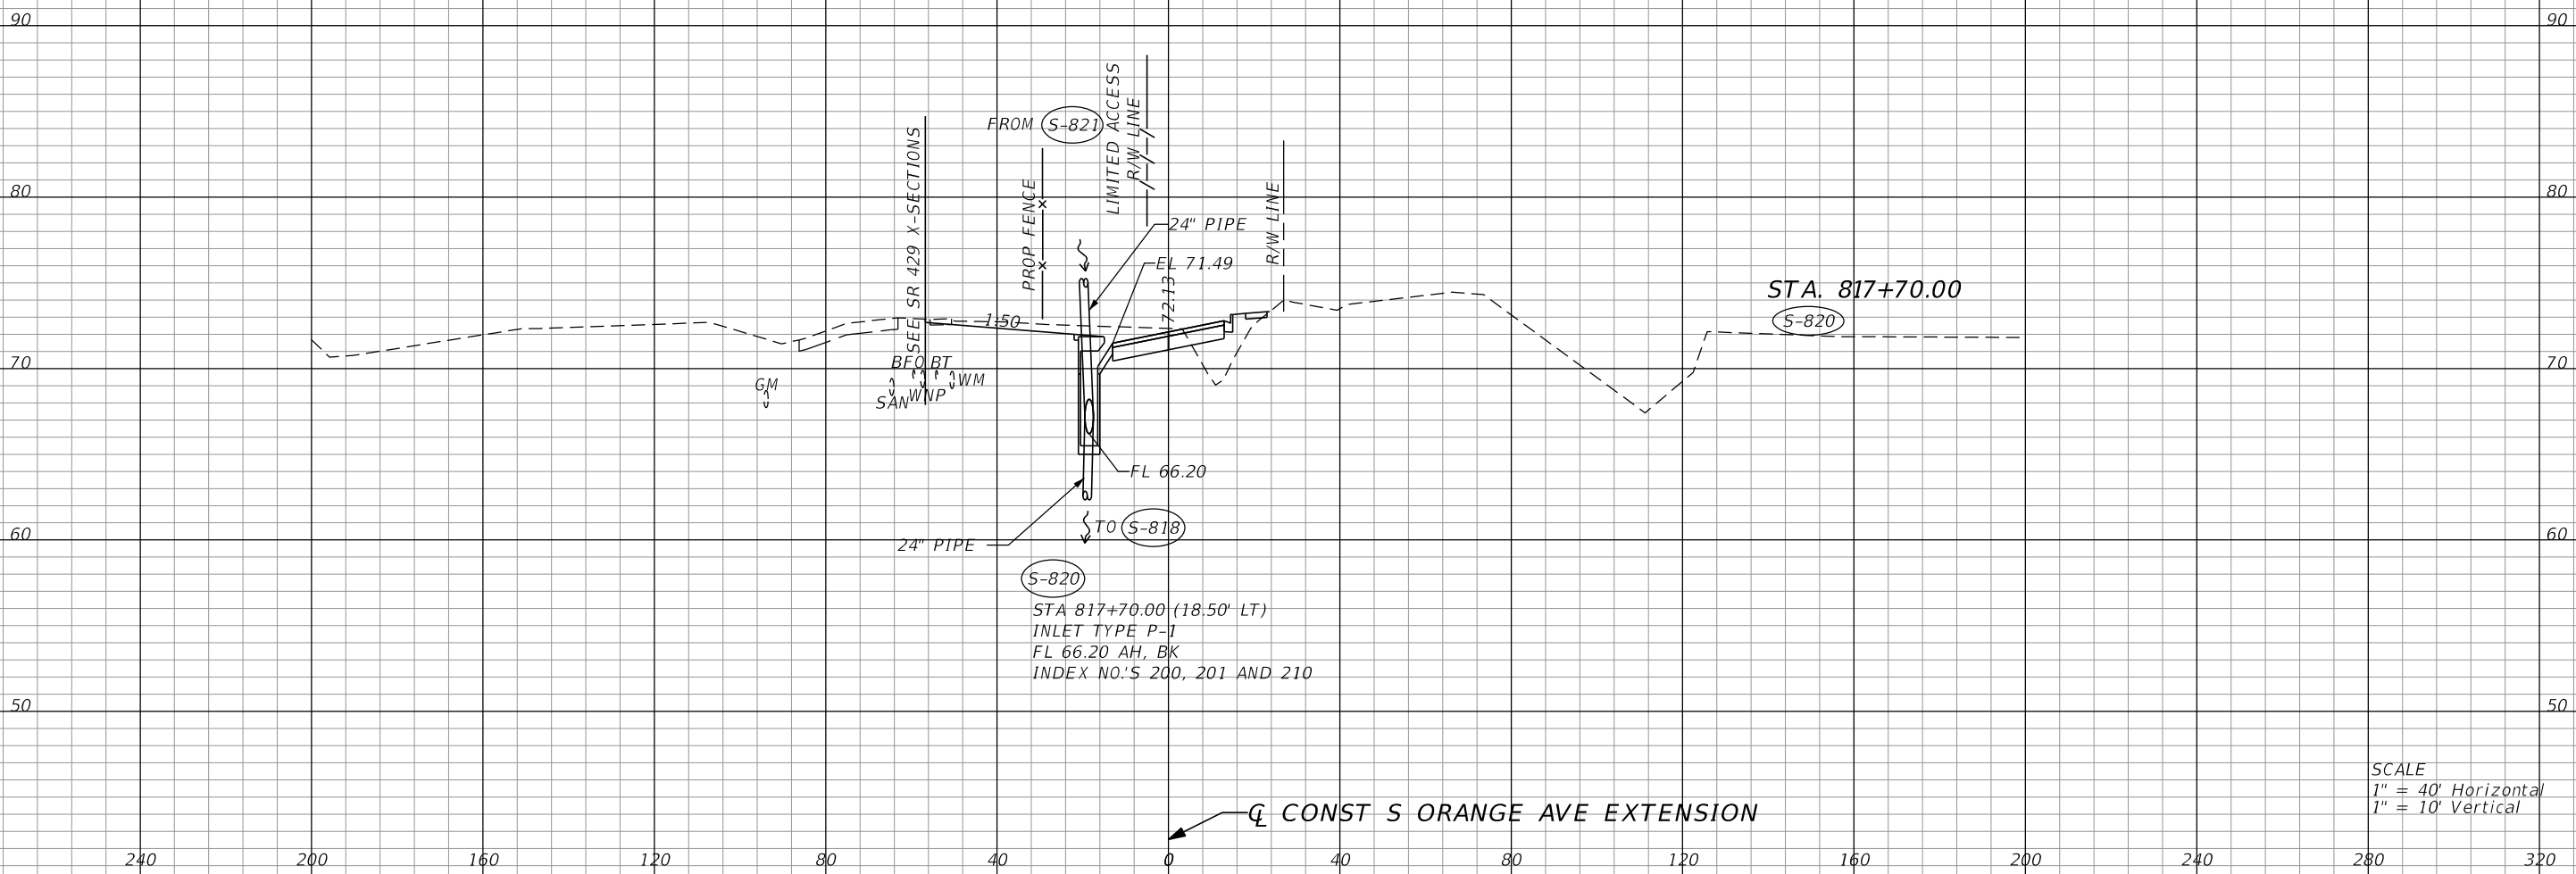 90
90
LIMITED ACCESS
R/W LINE
FROM S-821
SEE SR 429 X-SECTIONS
PROP FENCE
R/W LINE
80
80
24" PIPE
EL 71.49
72.13
STA. 817+70.00
S-820
1:50
70
70
BFO BT
GM
WM
SAN
WNP
FL 66.20
TO S-818
60
60
24" PIPE
S-820
STA 817+70.00 (18.50' LT)
INLET TYPE P-1
FL 66.20 AH, BK
INDEX NO.'S 200, 201 AND 210
50
50
SCALE
1" = 40' Horizontal
1" = 10' Vertical
℄ CONST S ORANGE AVE EXTENSION
240 200 160 120 80 40 0 40 80 120 160 200 240 280 320